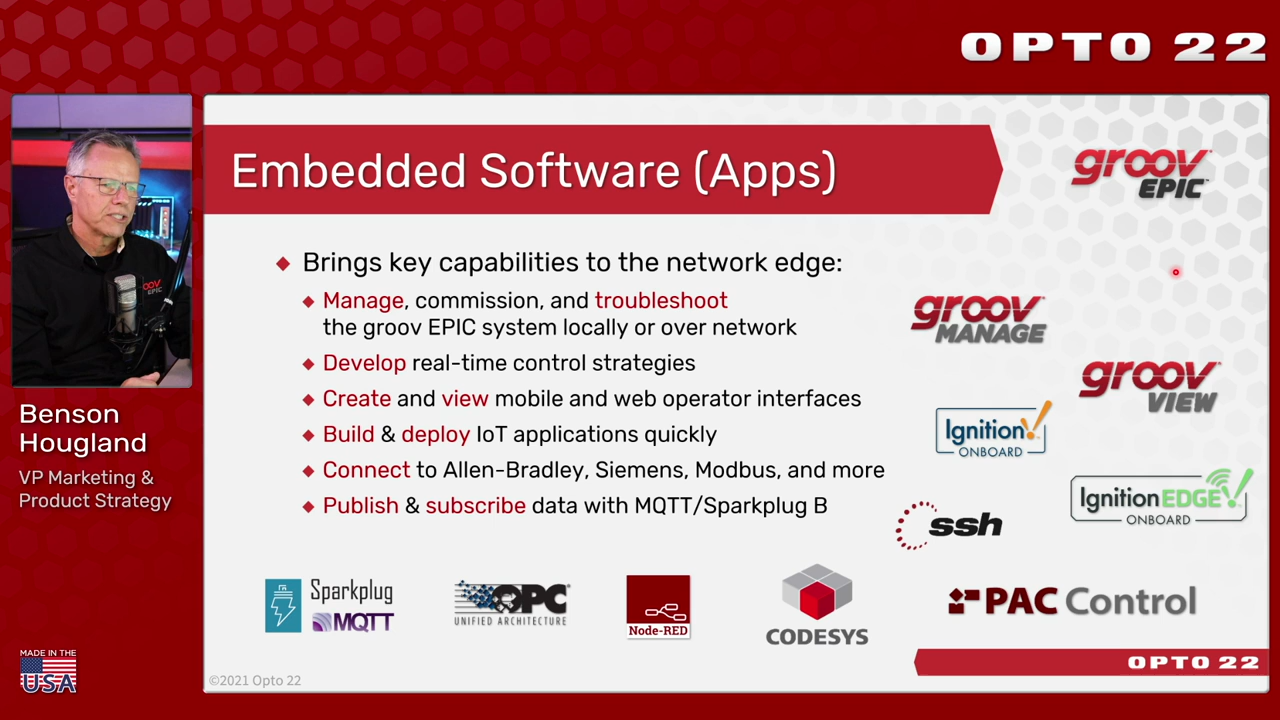 OPTO 22
Embedded Software (Apps)
groov
EPIC™
Brings key capabilities to the network edge:
Manage, commission, and troubleshoot
the groov EPIC system locally or over network
Develop real-time control strategies
Create and view mobile and web operator interfaces
Build & deploy IoT applications quickly
Connect to Allen-Bradley, Siemens, Modbus, and more
Publish & subscribe data with MQTT/Sparkplug B
groov
MANAGE
groov
VIEW
Ignition!
ONBOARD
Ignition EDGE!
ONBOARD
ssh
Sparkplug
MQTT
OPC
UNIFIED ARCHITECTURE
Node-RED
CODESYS
PAC Control
OPTO 22
©2021 Opto 22
groov
EPIC
Benson
Hougland
VP Marketing &
Product Strategy
MADE IN THE
USA